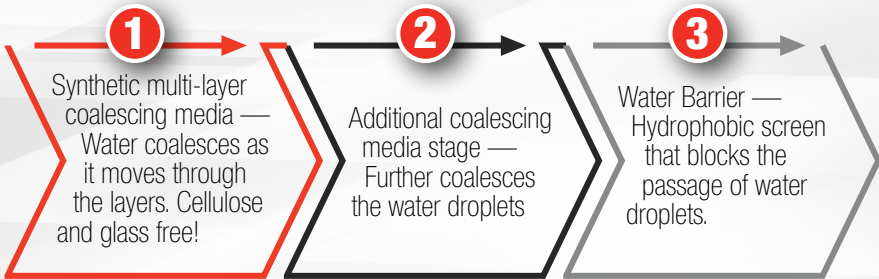 1
Synthetic multi-layer
coalescing media —
Water coalesces as
it moves through
the layers. Cellulose
and glass free!
2
Additional coalescing
media stage —
Further coalesces
the water droplets
3
Water Barrier —
Hydrophobic screen
that blocks the
passage of water
droplets.